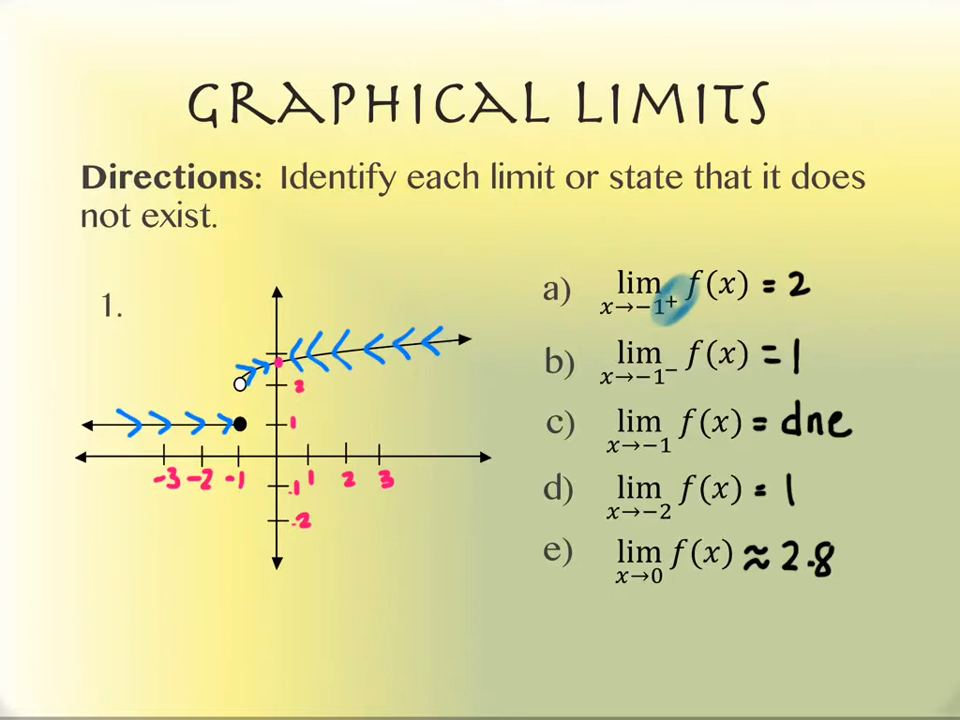 GRAPHICAL LIMITS
Directions: Identify each limit or state that it does
not exist.
1.
2
1
-3 -2 -1 1 2 3
-1
-2
a) lim x→-1⁺ f(x) = 2
b) lim x→-1⁻ f(x) = 1
c) lim x→-1 f(x) = dne
d) lim x→-2 f(x) = 1
e) lim x→0 f(x) ≈ 2.8